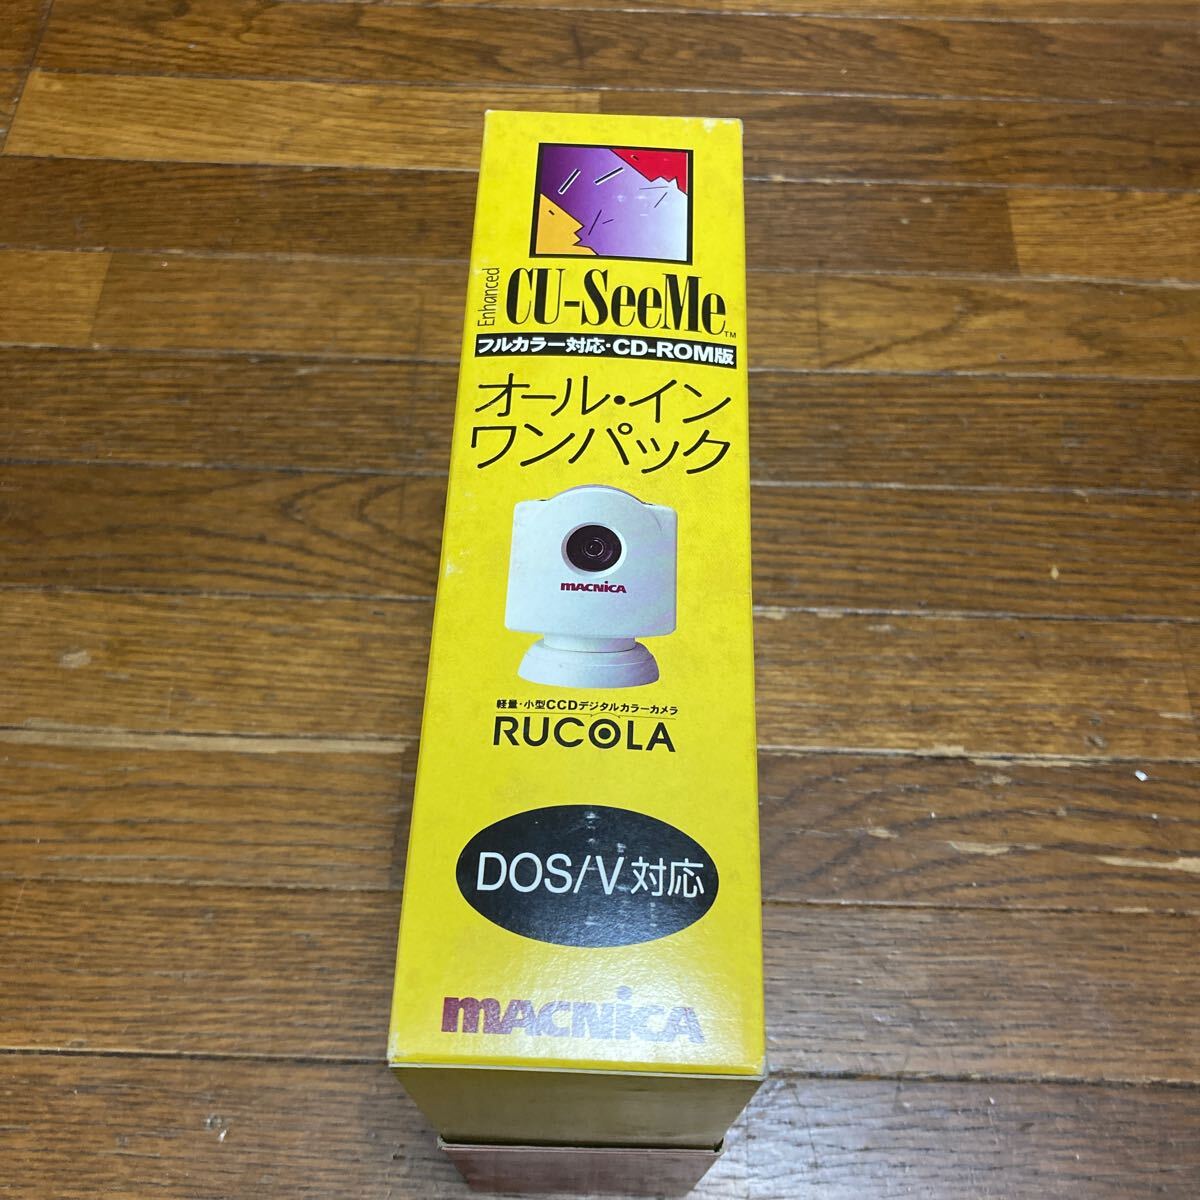 Enhanced
CU-SeeMe™
フルカラー対応・CD-ROM版
オール・イン
ワンパック
macnica
軽量・小型CCDデジタルカラーカメラ
RUCOLA
DOS/V 対応
macnica